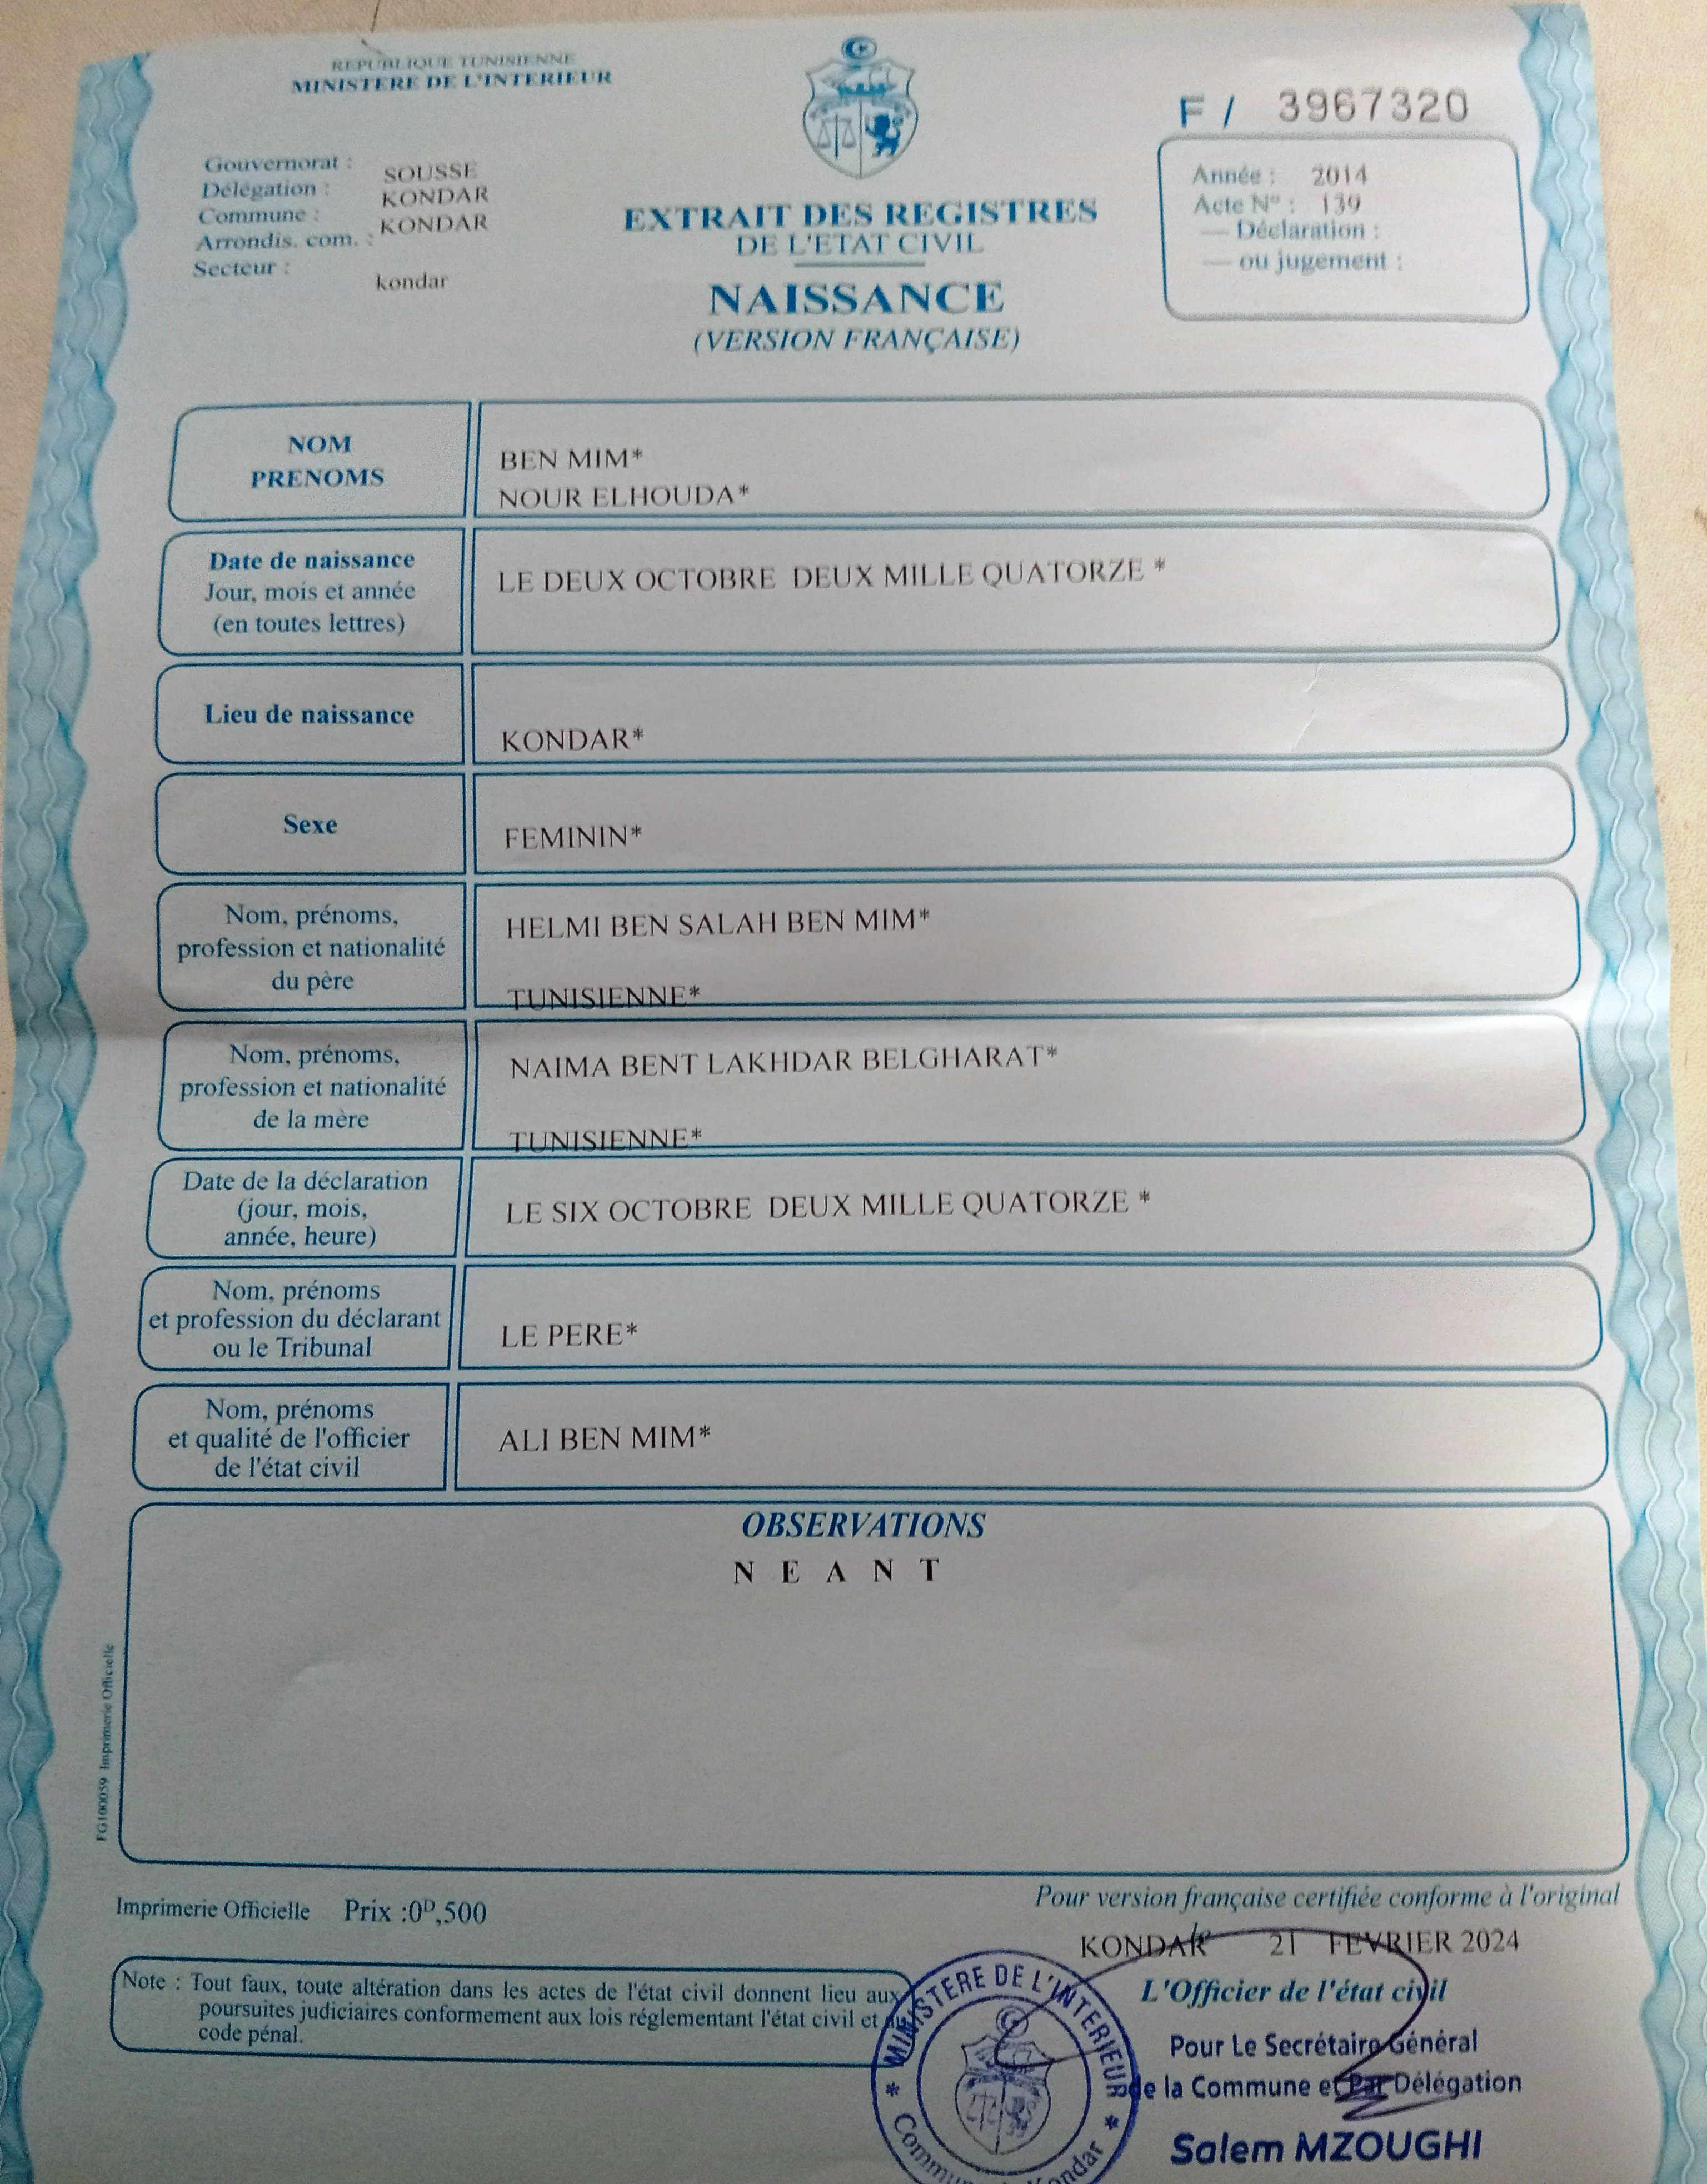 REPUBLIQUE TUNISIENNE
MINISTERE DE L'INTERIEUR
F / 3967320
Gouvernorat : SOUSSE
Délégation : KONDAR
Commune : KONDAR
Arrondis. com. :
Secteur : kondar
EXTRAIT DES REGISTRES
DE L'ETAT CIVIL
NAISSANCE
(VERSION FRANÇAISE)
Année : 2014
Acte N° : 139
— Déclaration :
— ou jugement :
NOM
PRENOMS
BEN MIM*
NOUR ELHOUDA*
Date de naissance
Jour, mois et année
(en toutes lettres)
LE DEUX OCTOBRE DEUX MILLE QUATORZE *
Lieu de naissance
KONDAR*
Sexe
FEMININ*
Nom, prénoms,
profession et nationalité
du père
HELMI BEN SALAH BEN MIM*
TUNISIENNE*
Nom, prénoms,
profession et nationalité
de la mère
NAIMA BENT LAKHDAR BELGHARAT*
TUNISIENNE*
Date de la déclaration
(jour, mois,
année, heure)
LE SIX OCTOBRE DEUX MILLE QUATORZE *
Nom, prénoms
et profession du déclarant
ou le Tribunal
LE PERE*
Nom, prénoms
et qualité de l'officier
de l'état civil
ALI BEN MIM*
OBSERVATIONS
N E A N T
FG100059 Imprimerie Officielle
Imprimerie Officielle Prix :0ᴰ,500
Pour version française certifiée conforme à l'original
KONDAR le 21 FEVRIER 2024
L'Officier de l'état civil
Note : Tout faux, toute altération dans les actes de l'état civil donnent lieu aux
poursuites judiciaires conformement aux lois réglementant l'état civil et au
code pénal.
* MINISTERE DE L'INTERIEUR *
Kondar
Pour Le Secrétaire Général
de la Commune et Par Délégation
Salem MZOUGHI